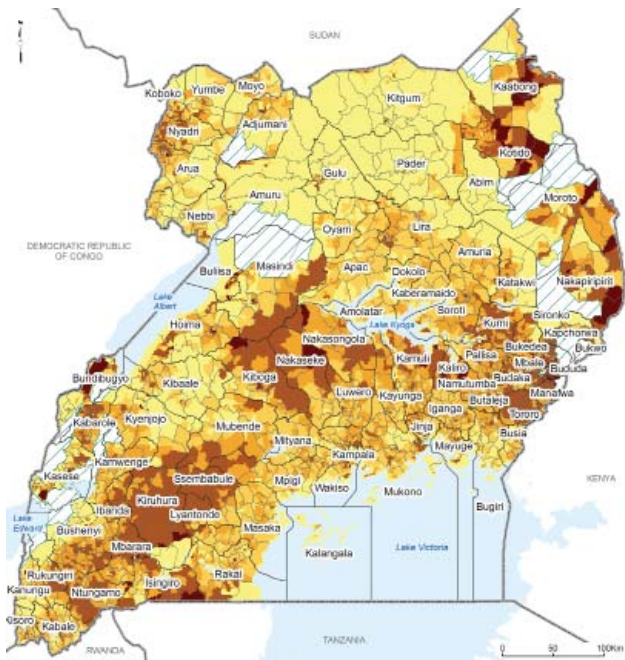 SUDAN
Kaabong
Moyo
Yumbe
Koboko
Kitgum
Adjumani
Nyadri
Kotido
Pader
Arua
Gulu
Abim
Moroto
Amuru
Nebbi
Oyam
Lira
DEMOCRATIC REPUBLIC
OF CONGO
Amuria
Masindi
Apac
Buliisa
Dokolo
Katakwi
Nakapiripirit
Kaberamaido
Lake
Albert
Amolatar
Soroti
Sironko
Hoima
Lake Kyoga
Kumi
Kapchorwa
Nakasongola
Bukedea
Bukwo
Nakaseke
Kamuli
Pallisa
Mbale
Bundibugyo
Kaliro
Bududa
Kibaale
Kiboga
Budaka
Namutumba
Manafwa
Luwero
Kayunga
Butaleja
Kabarole
Iganga
Tororo
Kyenjojo
Mubende
Jinja
Busia
Mityana
Mayuge
Kampala
Kamwenge
Kasese
Ssembabule
Mpigi
Wakiso
Mukono
KENYA
Kiruhura
Bugiri
Ibanda
Lyantonde
Lake
Edward
Masaka
Bushenyi
Mbarara
Kalangala
Lake Victoria
Rukungiri
Isingiro
Rakai
Kanungu
Ntungamo
Kisoro
Kabale
TANZANIA
RWANDA
0 50 100Km